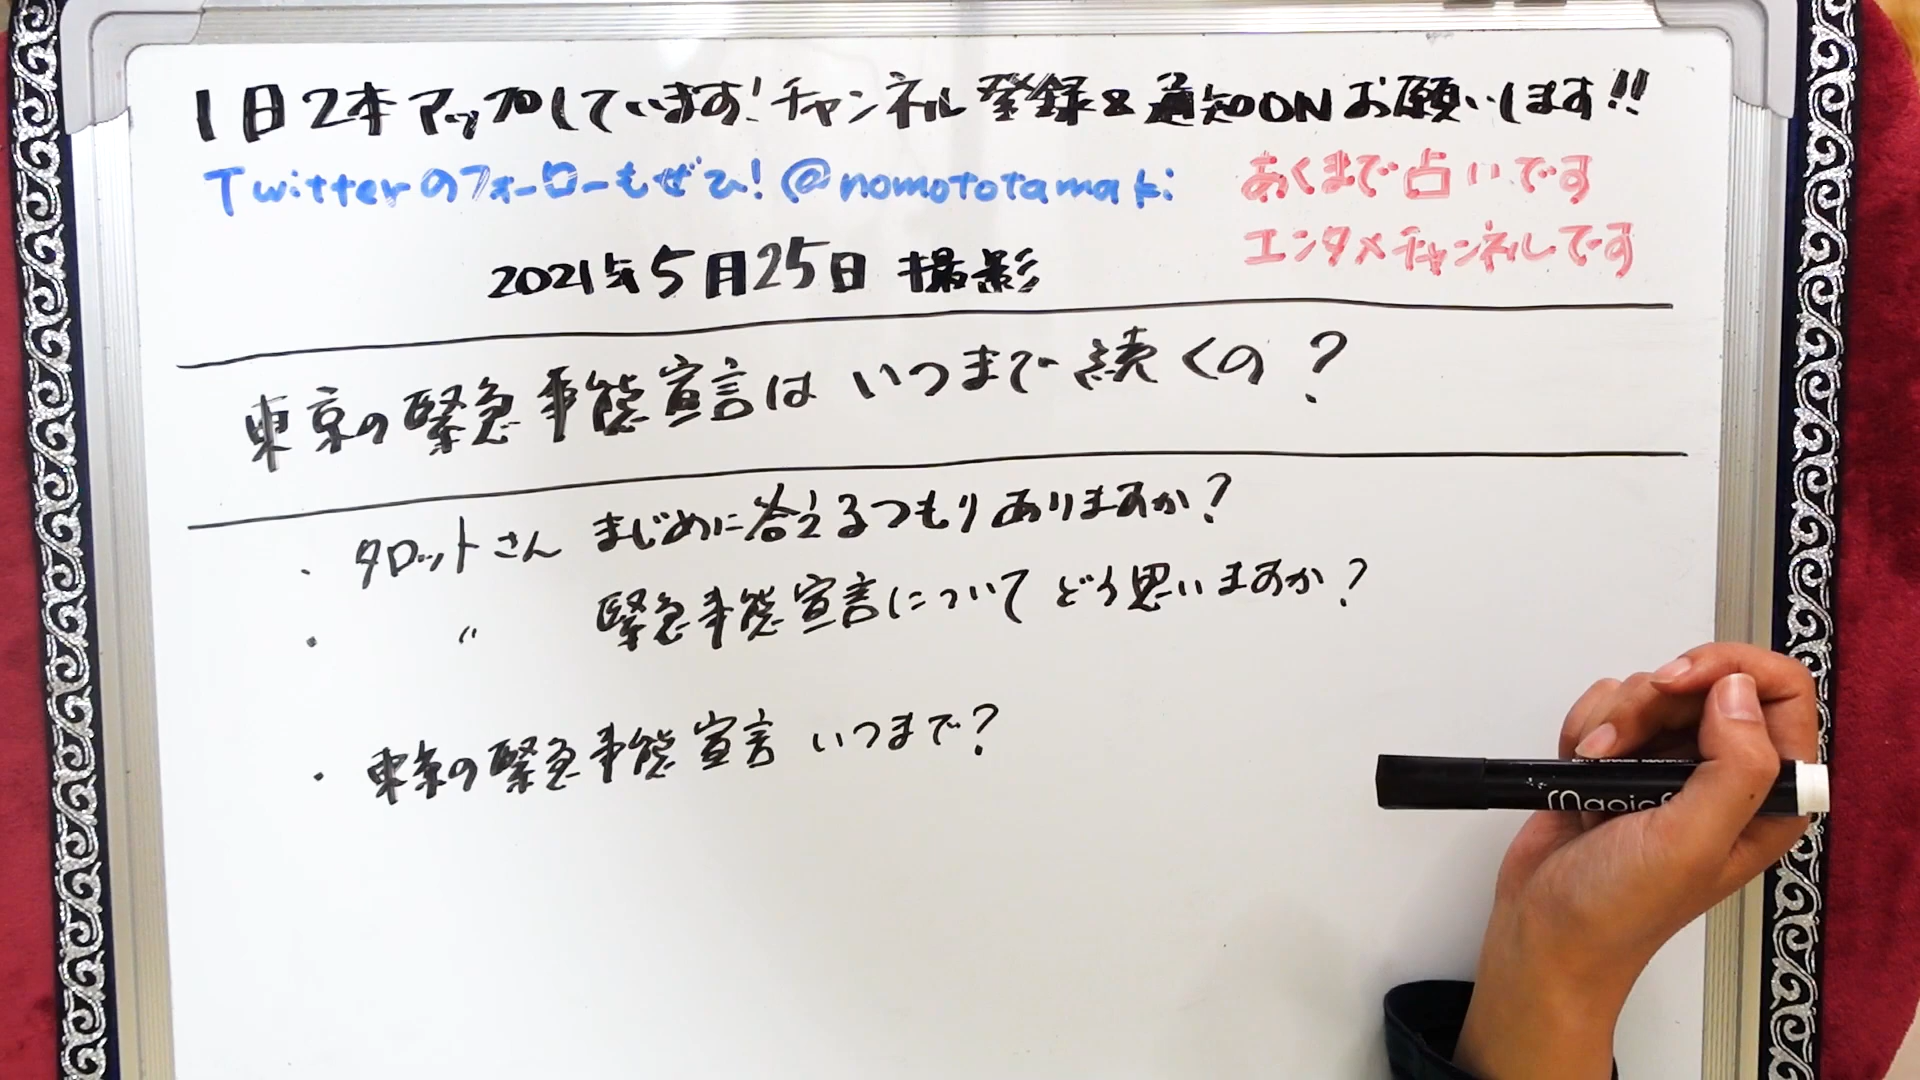 1日2本アップしています!チャンネル登録&通知ONお願いします!!
Twitterのフォローもぜひ!@nomototamaki
あくまで占いです
エンタメチャンネルです
2021年5月25日 撮影
東京の緊急事態宣言は いつまで続くの?
・タロットさん まじめに答えるつもりありますか?
・ 〃 緊急事態宣言について どう思いますか?
・東京の緊急事態宣言 いつまで?